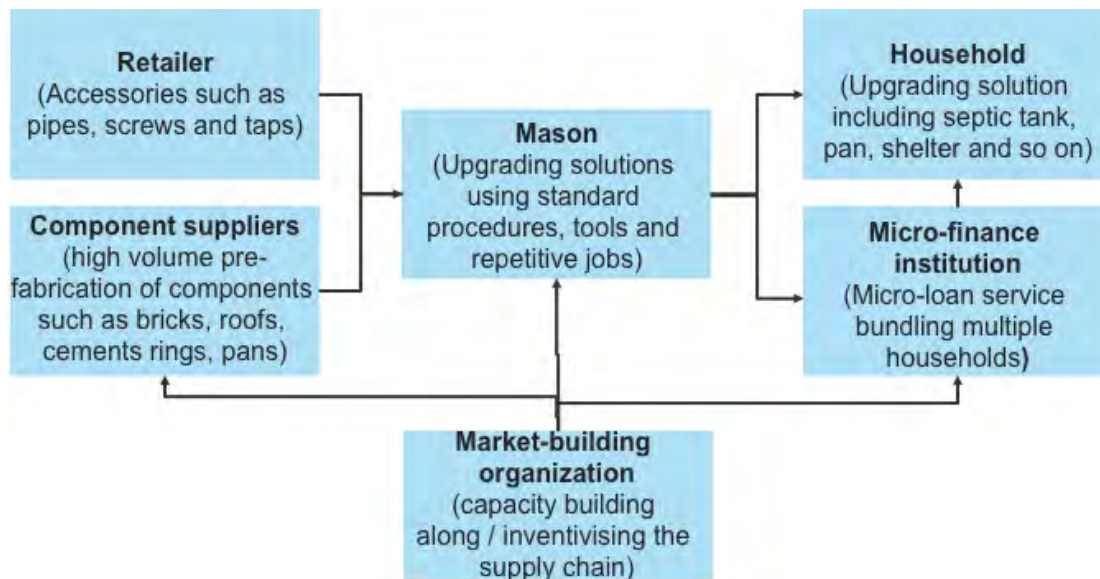 Retailer
(Accessories such as
pipes, screws and taps)
Component suppliers
(high volume pre-
fabrication of components
such as bricks, roofs,
cements rings, pans)
Mason
(Upgrading solutions
using standard
procedures, tools and
repetitive jobs)
Household
(Upgrading solution
including septic tank,
pan, shelter and so on)
Micro-finance
institution
(Micro-loan service
bundling multiple
households)
Market-building
organization
(capacity building
along / inventivising the
supply chain)